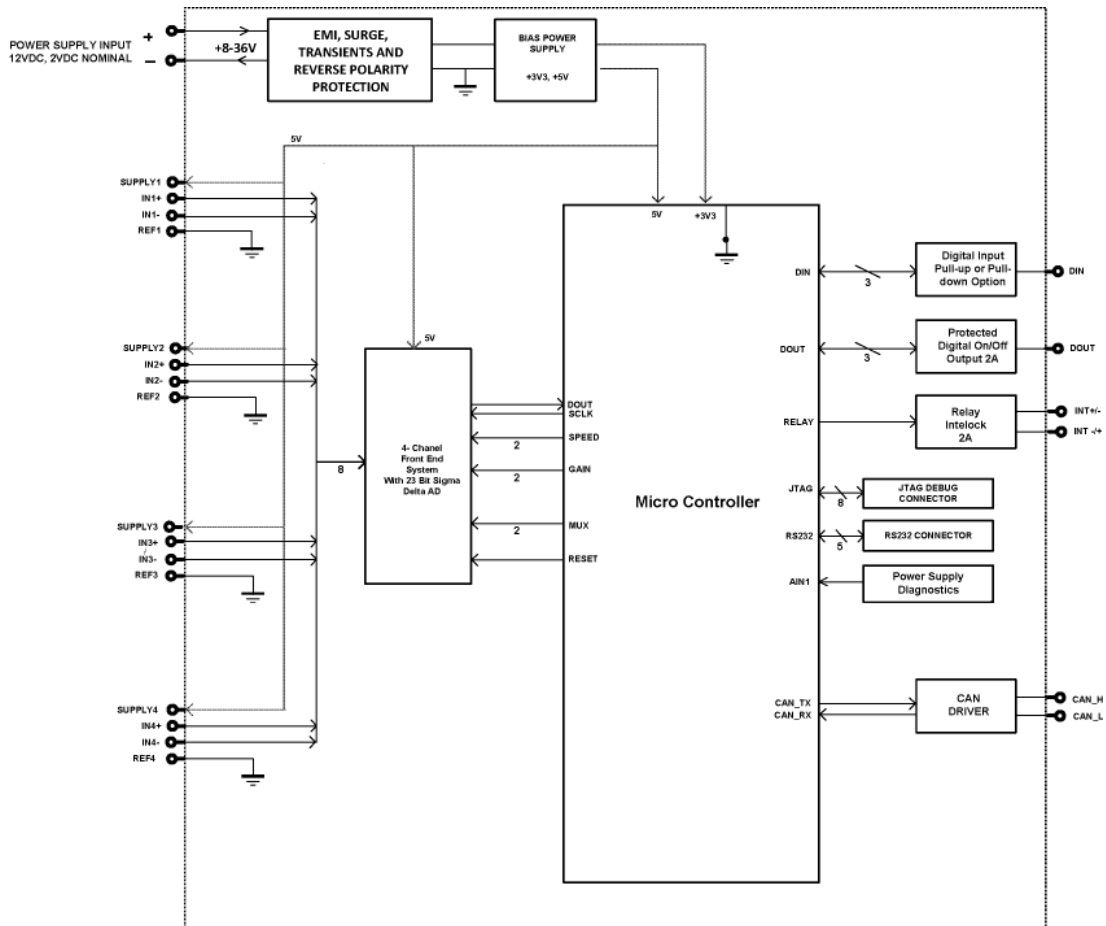 POWER SUPPLY INPUT
12VDC, 2VDC NOMINAL
+
–
+8-36V
EMI, SURGE,
TRANSIENTS AND
REVERSE POLARITY
PROTECTION
BIAS POWER
SUPPLY
+3V3, +5V
5V
SUPPLY1
IN1+
IN1-
REF1
SUPPLY2
IN2+
IN2-
REF2
SUPPLY3
IN3+
IN3-
REF3
SUPPLY4
IN4+
IN4-
REF4
8
5V
4- Chanel
Front End
System
With 23 Bit Sigma
Delta AD
2
2
2
5V
+3V3
DOUT
SCLK
SPEED
GAIN
MUX
RESET
Micro Controller
DIN
DOUT
RELAY
JTAG
RS232
AIN1
CAN_TX
CAN_RX
3
3
8
5
Digital Input
Pull-up or Pull-
down Option
DIN
Protected
Digital On/Off
Output 2A
DOUT
Relay
Intelock
2A
INT+/-
INT -/+
JTAG DEBUG
CONNECTOR
RS232 CONNECTOR
Power Supply
Diagnostics
CAN
DRIVER
CAN_H
CAN_L